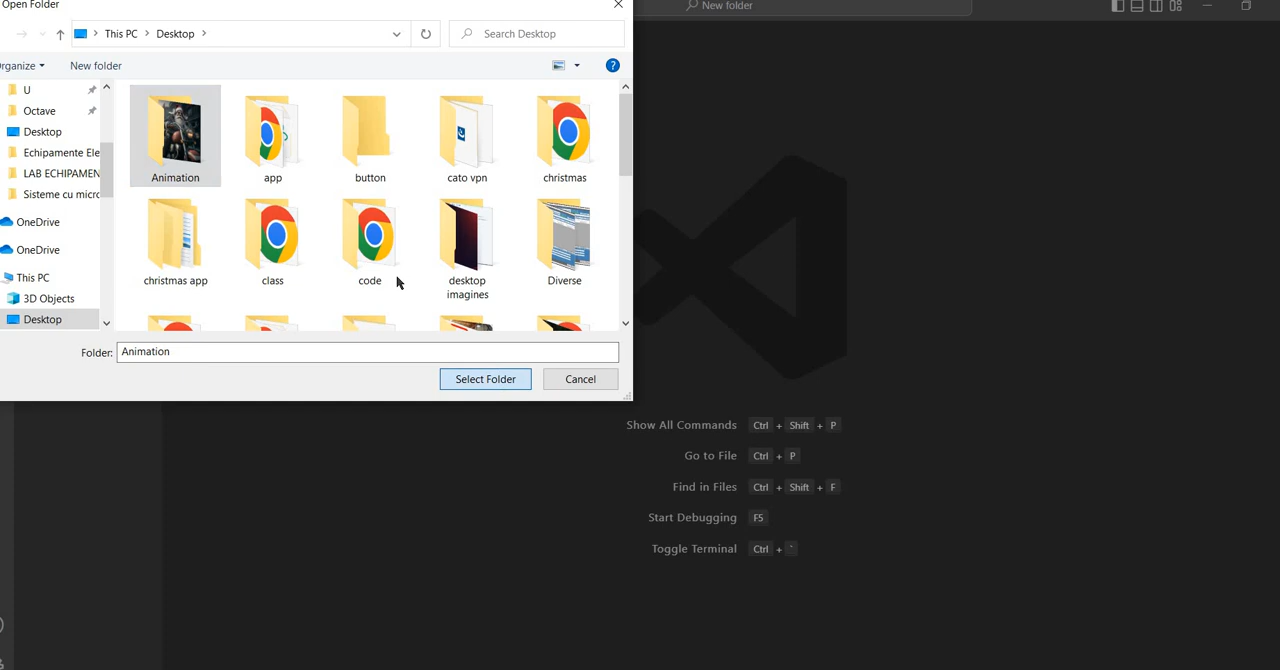 Open Folder
New folder
This PC
Desktop
Search Desktop
rganize
New folder
U
Octave
Desktop
Echipamente Ele
LAB ECHIPAMEN
Sisteme cu micro
OneDrive
OneDrive
This PC
3D Objects
Desktop
Animation
app
button
cato vpn
christmas
christmas app
class
code
desktop
imagines
Diverse
Folder: Animation
Select Folder
Cancel
Show All Commands Ctrl + Shift + P
Go to File Ctrl + P
Find in Files Ctrl + Shift + F
Start Debugging F5
Toggle Terminal Ctrl + `